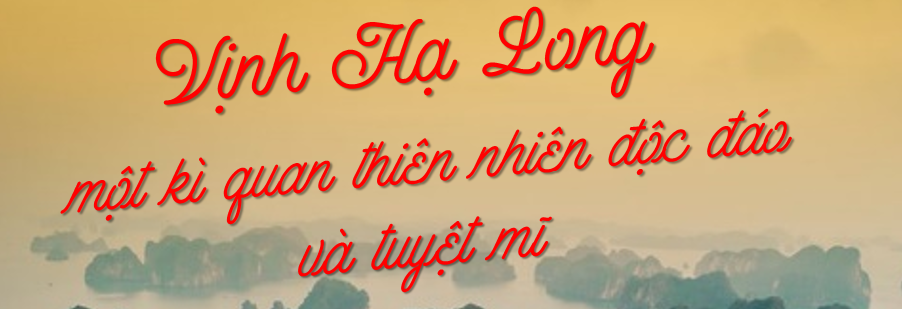 Vịnh Hạ Long
một kì quan thiên nhiên độc đáo
và tuyệt mĩ